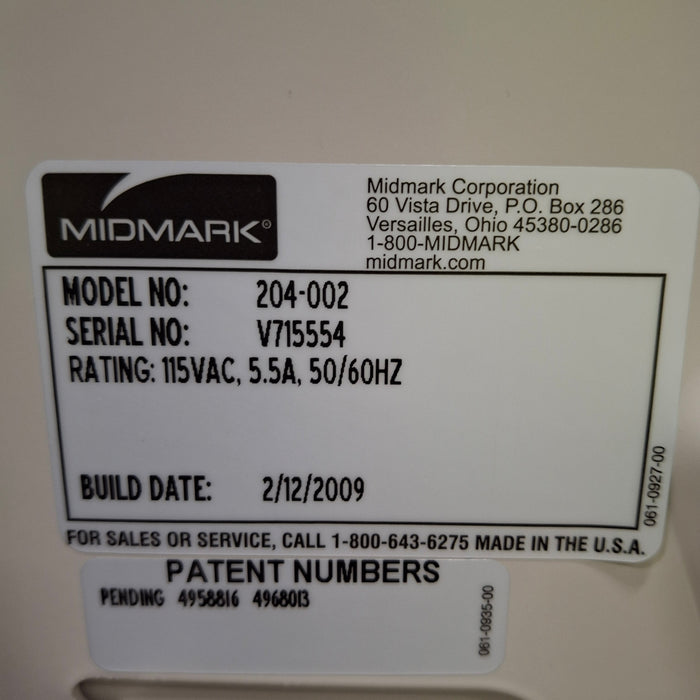 MIDMARK®
Midmark Corporation
60 Vista Drive, P.O. Box 286
Versailles, Ohio 45380-0286
1-800-MIDMARK
midmark.com
MODEL NO: 204-002
SERIAL NO: V715554
RATING: 115VAC, 5.5A, 50/60HZ
BUILD DATE: 2/12/2009
061-0927-00
FOR SALES OR SERVICE, CALL 1-800-643-6275 MADE IN THE U.S.A.
PATENT NUMBERS
PENDING 4958816 4968013
061-0935-00